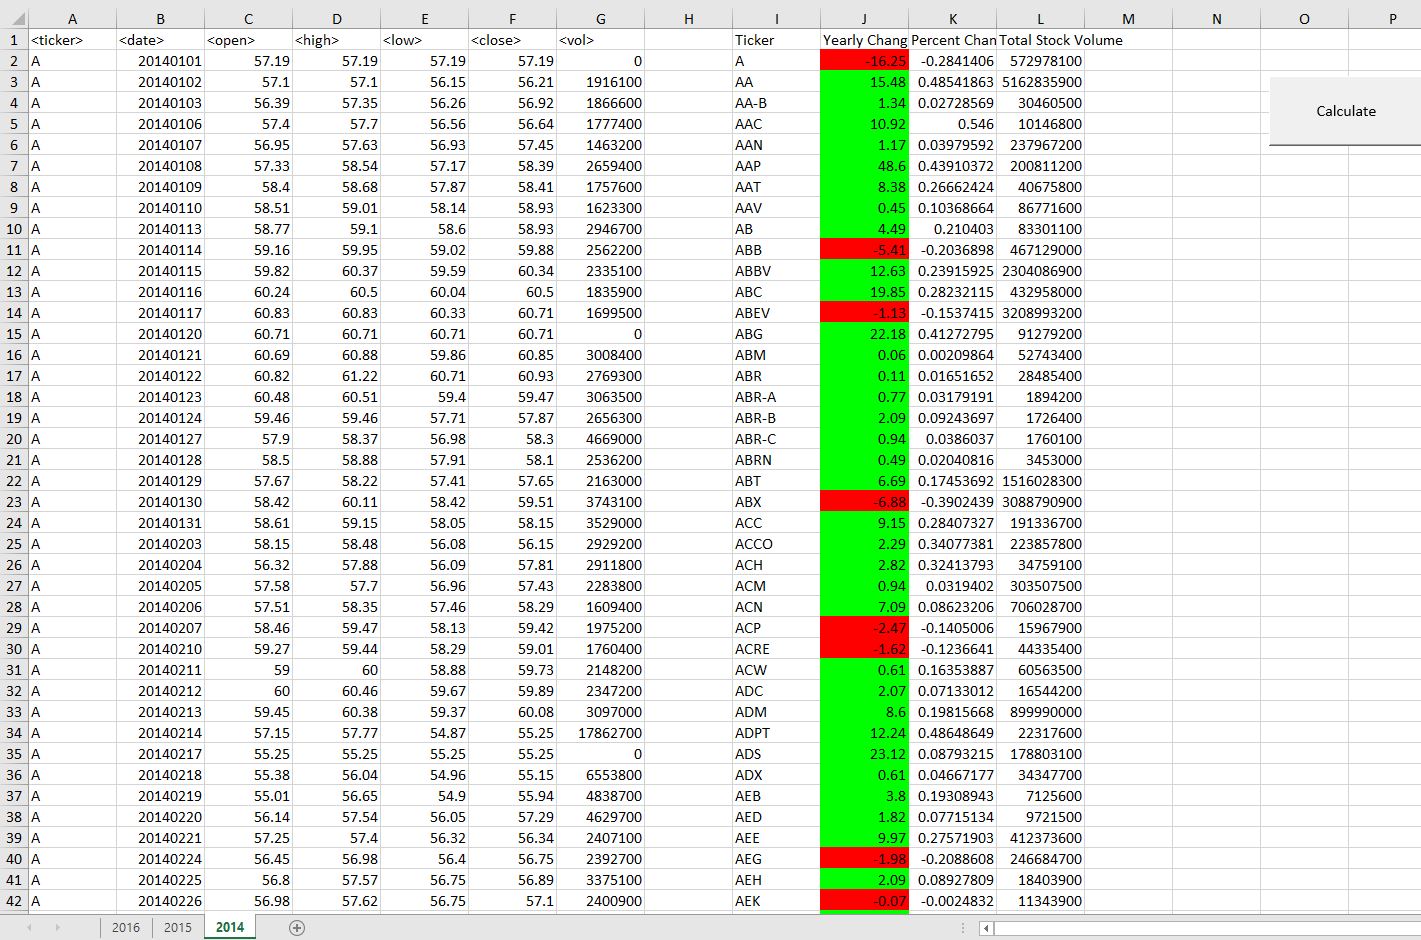 A B C D E F G H I J K L M N O P
1 <ticker> <date> <open> <high> <low> <close> <vol> Ticker Yearly Chang Percent Chan Total Stock Volume
2 A 20140101 57.19 57.19 57.19 57.19 0 A -16.25 -0.2841406 572978100
3 A 20140102 57.1 57.1 56.15 56.21 1916100 AA 15.48 0.48541863 5162835900
4 A 20140103 56.39 57.35 56.26 56.92 1866600 AA-B 1.34 0.02728569 30460500
Calculate
5 A 20140106 57.4 57.7 56.56 56.64 1777400 AAC 10.92 0.546 10146800
6 A 20140107 56.95 57.63 56.93 57.45 1463200 AAN 1.17 0.03979592 237967200
7 A 20140108 57.33 58.54 57.17 58.39 2659400 AAP 48.6 0.43910372 200811200
8 A 20140109 58.4 58.68 57.87 58.41 1757600 AAT 8.38 0.26662424 40675800
9 A 20140110 58.51 59.01 58.14 58.93 1623300 AAV 0.45 0.10368664 86771600
10 A 20140113 58.77 59.1 58.6 58.93 2946700 AB 4.49 0.210403 83301100
11 A 20140114 59.16 59.95 59.02 59.88 2562200 ABB -5.41 -0.2036898 467129000
12 A 20140115 59.82 60.37 59.59 60.34 2335100 ABBV 12.63 0.23915925 2304086900
13 A 20140116 60.24 60.5 60.04 60.5 1835900 ABC 19.85 0.28232115 432958000
14 A 20140117 60.83 60.83 60.33 60.71 1699500 ABEV -1.13 -0.1537415 3208993200
15 A 20140120 60.71 60.71 60.71 60.71 0 ABG 22.18 0.41272795 91279200
16 A 20140121 60.69 60.88 59.86 60.85 3008400 ABM 0.06 0.00209864 52743400
17 A 20140122 60.82 61.22 60.71 60.93 2769300 ABR 0.11 0.01651652 28485400
18 A 20140123 60.48 60.51 59.4 59.47 3063500 ABR-A 0.77 0.03179191 1894200
19 A 20140124 59.46 59.46 57.71 57.87 2656300 ABR-B 2.09 0.09243697 1726400
20 A 20140127 57.9 58.37 56.98 58.3 4669000 ABR-C 0.94 0.0386037 1760100
21 A 20140128 58.5 58.88 57.91 58.1 2536200 ABRN 0.49 0.02040816 3453000
22 A 20140129 57.67 58.22 57.41 57.65 2163000 ABT 6.69 0.17453692 1516028300
23 A 20140130 58.42 60.11 58.42 59.51 3743100 ABX -6.88 -0.3902439 3088790900
24 A 20140131 58.61 59.15 58.05 58.15 3529000 ACC 9.15 0.28407327 191336700
25 A 20140203 58.15 58.48 56.08 56.15 2929200 ACCO 2.29 0.34077381 223857800
26 A 20140204 56.32 57.88 56.09 57.81 2911800 ACH 2.82 0.32413793 34759100
27 A 20140205 57.58 57.7 56.96 57.43 2283800 ACM 0.94 0.0319402 303507500
28 A 20140206 57.51 58.35 57.46 58.29 1609400 ACN 7.09 0.08623206 706028700
29 A 20140207 58.46 59.47 58.13 59.42 1975200 ACP -2.47 -0.1405006 15967900
30 A 20140210 59.27 59.44 58.29 59.01 1760400 ACRE -1.62 -0.1236641 44335400
31 A 20140211 59 60 58.88 59.73 2148200 ACW 0.61 0.16353887 60563500
32 A 20140212 60 60.46 59.67 59.89 2347200 ADC 2.07 0.07133012 16544200
33 A 20140213 59.45 60.38 59.37 60.08 3097000 ADM 8.6 0.19815668 899990000
34 A 20140214 57.15 57.77 54.87 55.25 17862700 ADPT 12.24 0.48648649 22317600
35 A 20140217 55.25 55.25 55.25 55.25 0 ADS 23.12 0.08793215 178803100
36 A 20140218 55.38 56.04 54.96 55.15 6553800 ADX 0.61 0.04667177 34347700
37 A 20140219 55.01 56.65 54.9 55.94 4838700 AEB 3.8 0.19308943 7125600
38 A 20140220 56.14 57.54 56.05 57.29 4629700 AED 1.82 0.07715134 9721500
39 A 20140221 57.25 57.4 56.32 56.34 2407100 AEE 9.97 0.27571903 412373600
40 A 20140224 56.45 56.98 56.4 56.75 2392700 AEG -1.98 -0.2088608 246684700
41 A 20140225 56.8 57.57 56.75 56.89 3375100 AEH 2.09 0.08927809 18403900
42 A 20140226 56.98 57.62 56.75 57.1 2400900 AEK -0.07 -0.0024832 11343900
2016 2015 2014